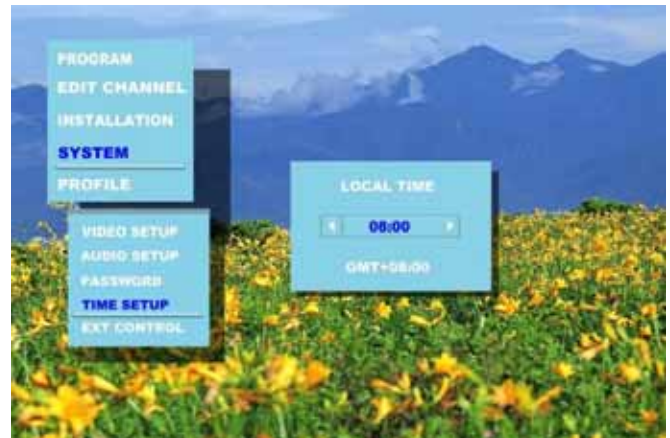 PROGRAM
EDIT CHANNEL
INSTALLATION
SYSTEM
PROFILE
VIDEO SETUP
AUDIO SETUP
PASSWORD
TIME SETUP
EXT CONTROL
LOCAL TIME
08:00
GMT+08:00